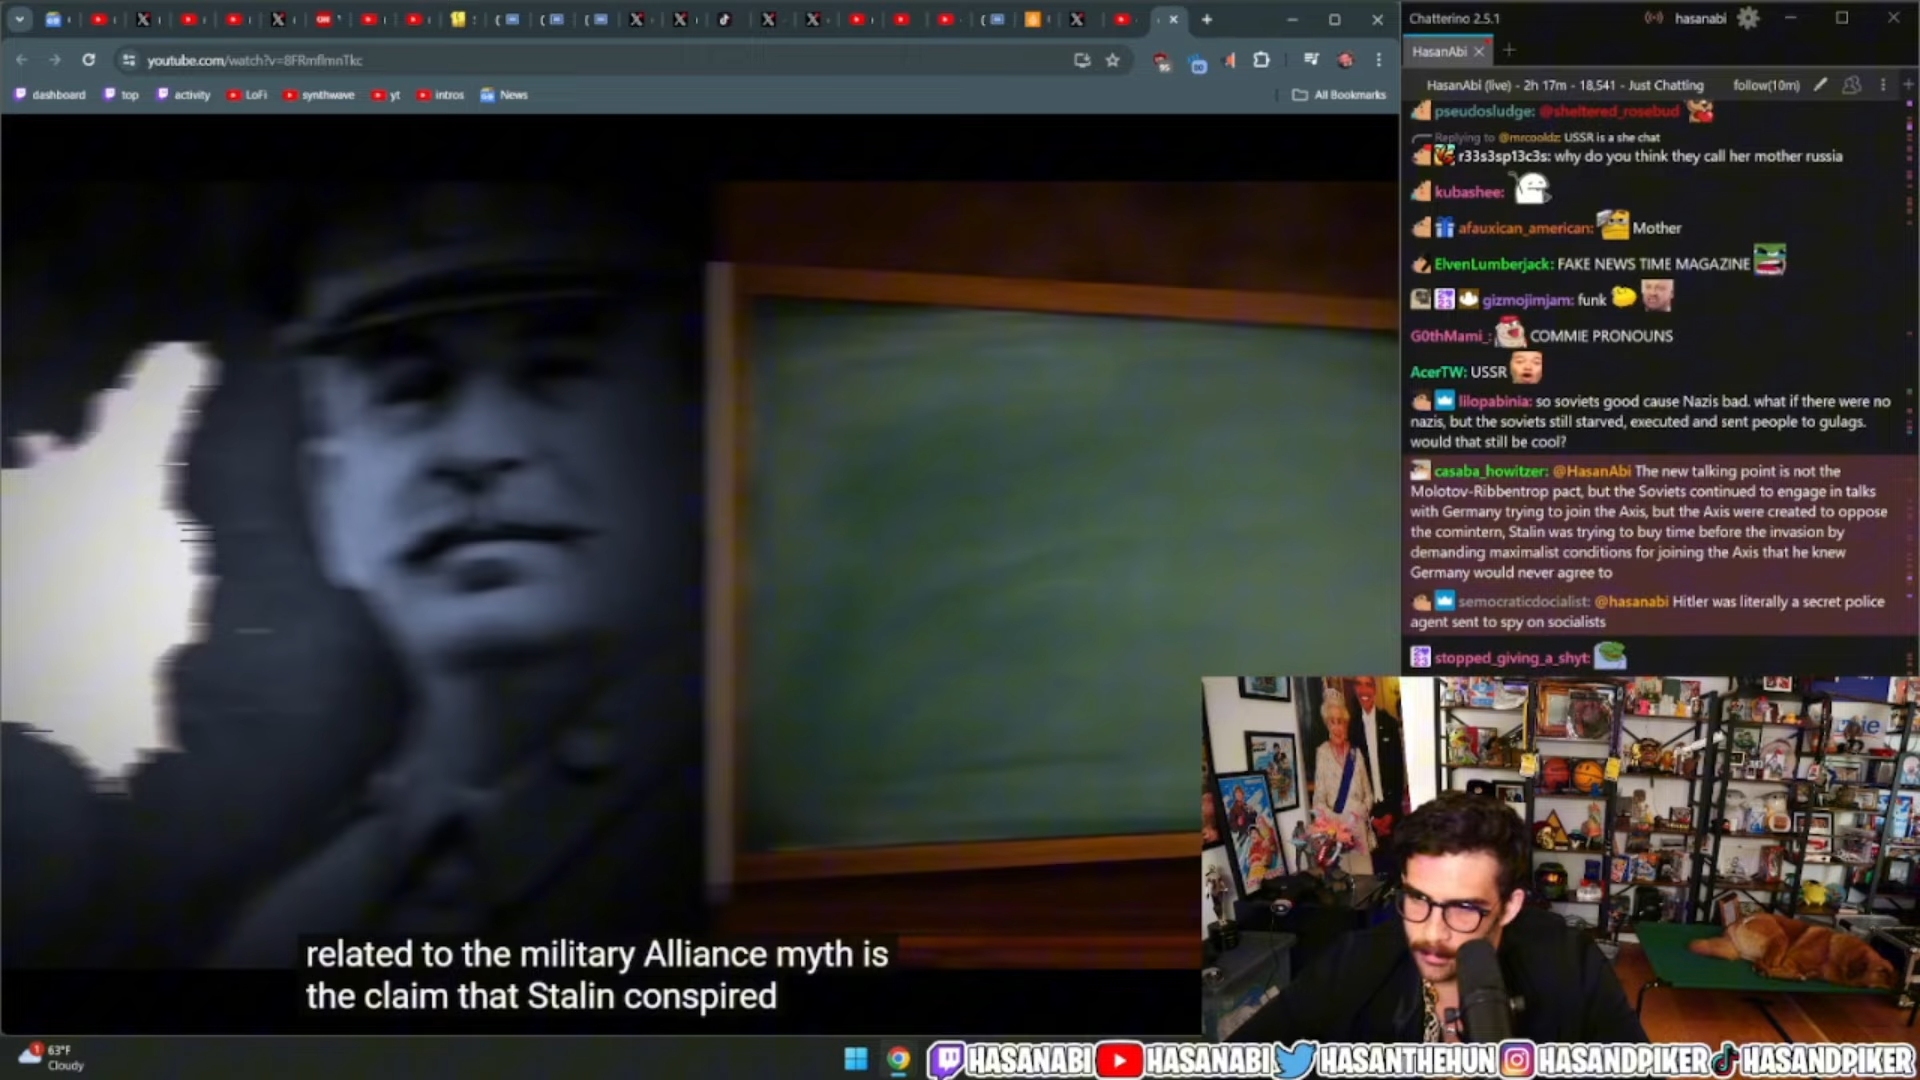 youtube.com/watch?v=8FRmflmnTkc
dashboard
top
activity
LoFi
synthwave
yt
intros
News
All Bookmarks
related to the military Alliance myth is
the claim that Stalin conspired
Chatterino 2.5.1
hasanabi
HasanAbi
HasanAbi (live) - 2h 17m - 18,541 - Just Chatting
follow(10m)
pseudosludge: @sheltered_rosebud
Replying to @mrcooldz: USSR is a she chat
r33s3sp13c3s: why do you think they call her mother russia
kubashee:
afauxican_american: Mother
ElvenLumberjack: FAKE NEWS TIME MAGAZINE
gizmojimjam: funk
G0thMami_: COMMIE PRONOUNS
AcerTW: USSR
lilopabinia: so soviets good cause Nazis bad. what if there were no
nazis, but the soviets still starved, executed and sent people to gulags.
would that still be cool?
casaba_howitzer: @HasanAbi The new talking point is not the
Molotov-Ribbentrop pact, but the Soviets continued to engage in talks
with Germany trying to join the Axis, but the Axis were created to oppose
the comintern, Stalin was trying to buy time before the invasion by
demanding maximalist conditions for joining the Axis that he knew
Germany would never agree to
semocraticdocialist: @hasanabi Hitler was literally a secret police
agent sent to spy on socialists
stopped_giving_a_shyt:
63°F
Cloudy
HASANABI
HASANABI
HASANTHEHUN
HASANDPIKER
HASANDPIKER